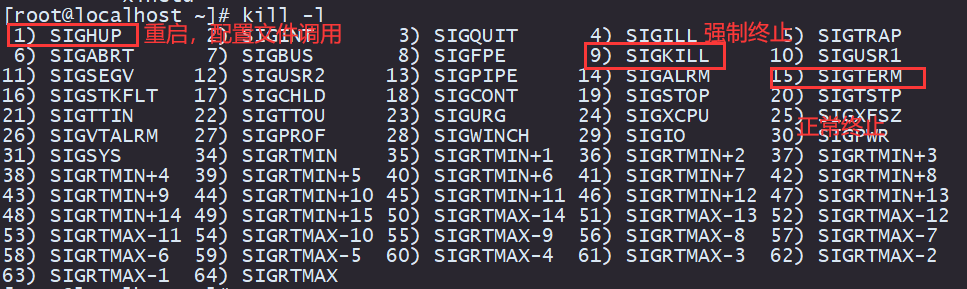 [root@localhost ~]# kill -l
1) SIGHUP 重启，配置文件调用 2) SIGINT 3) SIGQUIT 4) SIGILL 强制终止 5) SIGTRAP
6) SIGABRT 7) SIGBUS 8) SIGFPE 9) SIGKILL 10) SIGUSR1
11) SIGSEGV 12) SIGUSR2 13) SIGPIPE 14) SIGALRM 15) SIGTERM
16) SIGSTKFLT 17) SIGCHLD 18) SIGCONT 19) SIGSTOP 20) SIGTSTP
21) SIGTTIN 22) SIGTTOU 23) SIGURG 24) SIGXCPU 25) SIGXFSZ
正常终止
26) SIGVTALRM 27) SIGPROF 28) SIGWINCH 29) SIGIO 30) SIGPWR
31) SIGSYS 34) SIGRTMIN 35) SIGRTMIN+1 36) SIGRTMIN+2 37) SIGRTMIN+3
38) SIGRTMIN+4 39) SIGRTMIN+5 40) SIGRTMIN+6 41) SIGRTMIN+7 42) SIGRTMIN+8
43) SIGRTMIN+9 44) SIGRTMIN+10 45) SIGRTMIN+11 46) SIGRTMIN+12 47) SIGRTMIN+13
48) SIGRTMIN+14 49) SIGRTMIN+15 50) SIGRTMAX-14 51) SIGRTMAX-13 52) SIGRTMAX-12
53) SIGRTMAX-11 54) SIGRTMAX-10 55) SIGRTMAX-9 56) SIGRTMAX-8 57) SIGRTMAX-7
58) SIGRTMAX-6 59) SIGRTMAX-5 60) SIGRTMAX-4 61) SIGRTMAX-3 62) SIGRTMAX-2
63) SIGRTMAX-1 64) SIGRTMAX